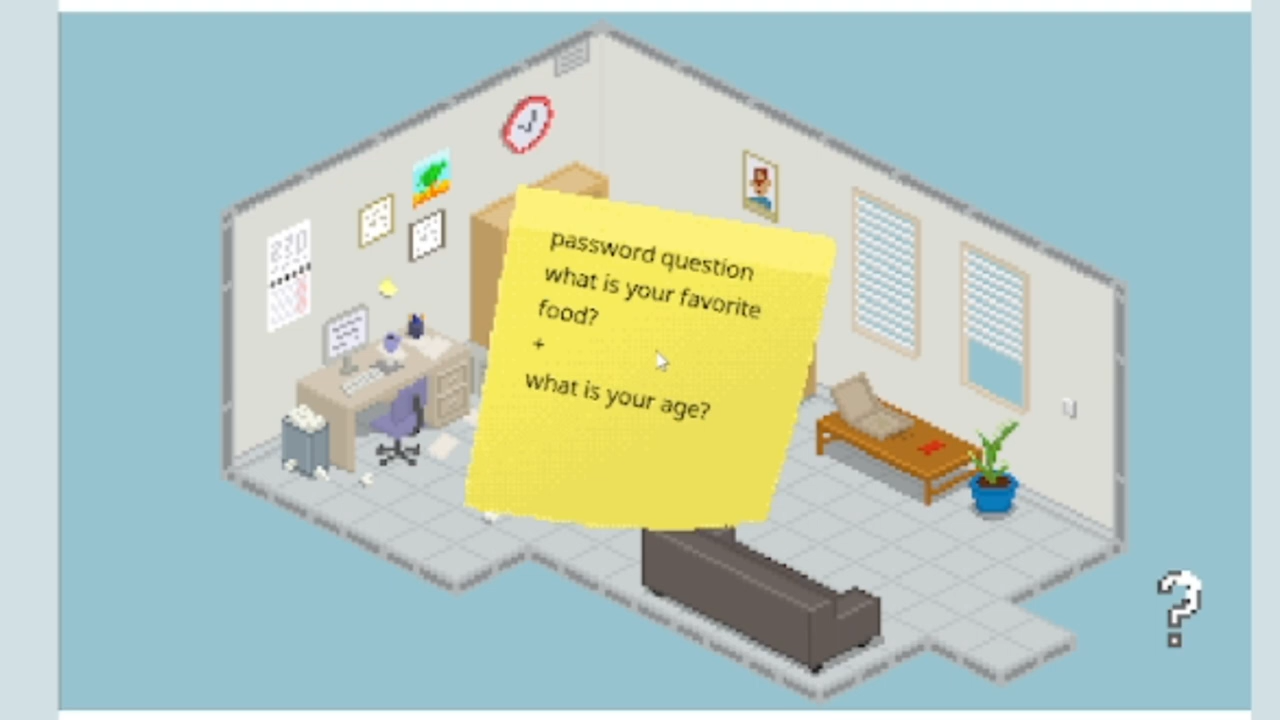 password question
what is your favorite
food?
+
what is your age?
?